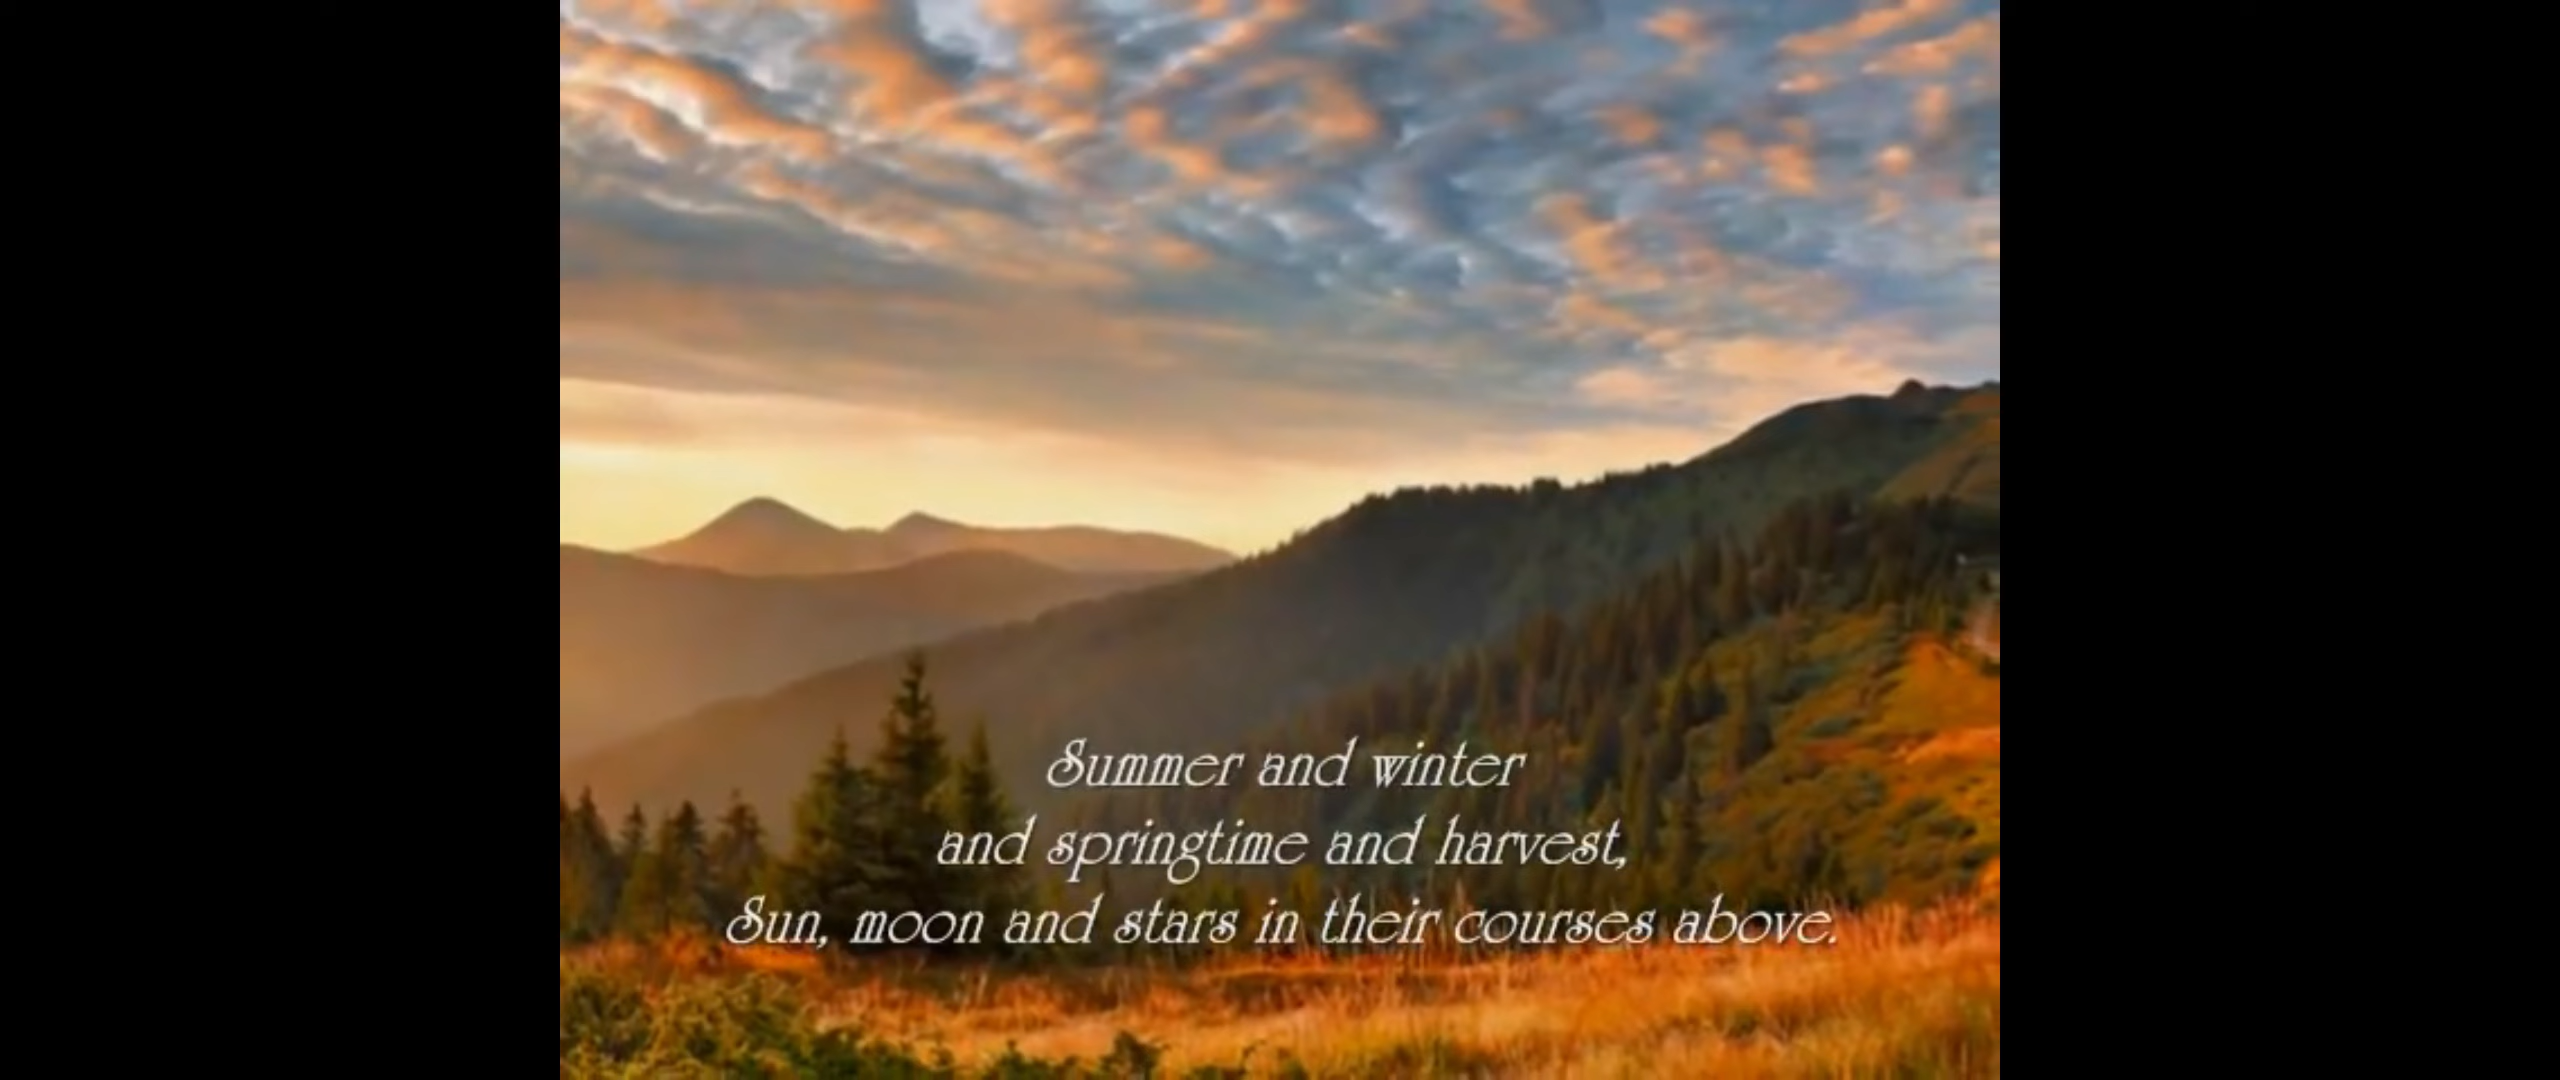 Summer and winter
and springtime and harvest,
Sun, moon and stars in their courses above.